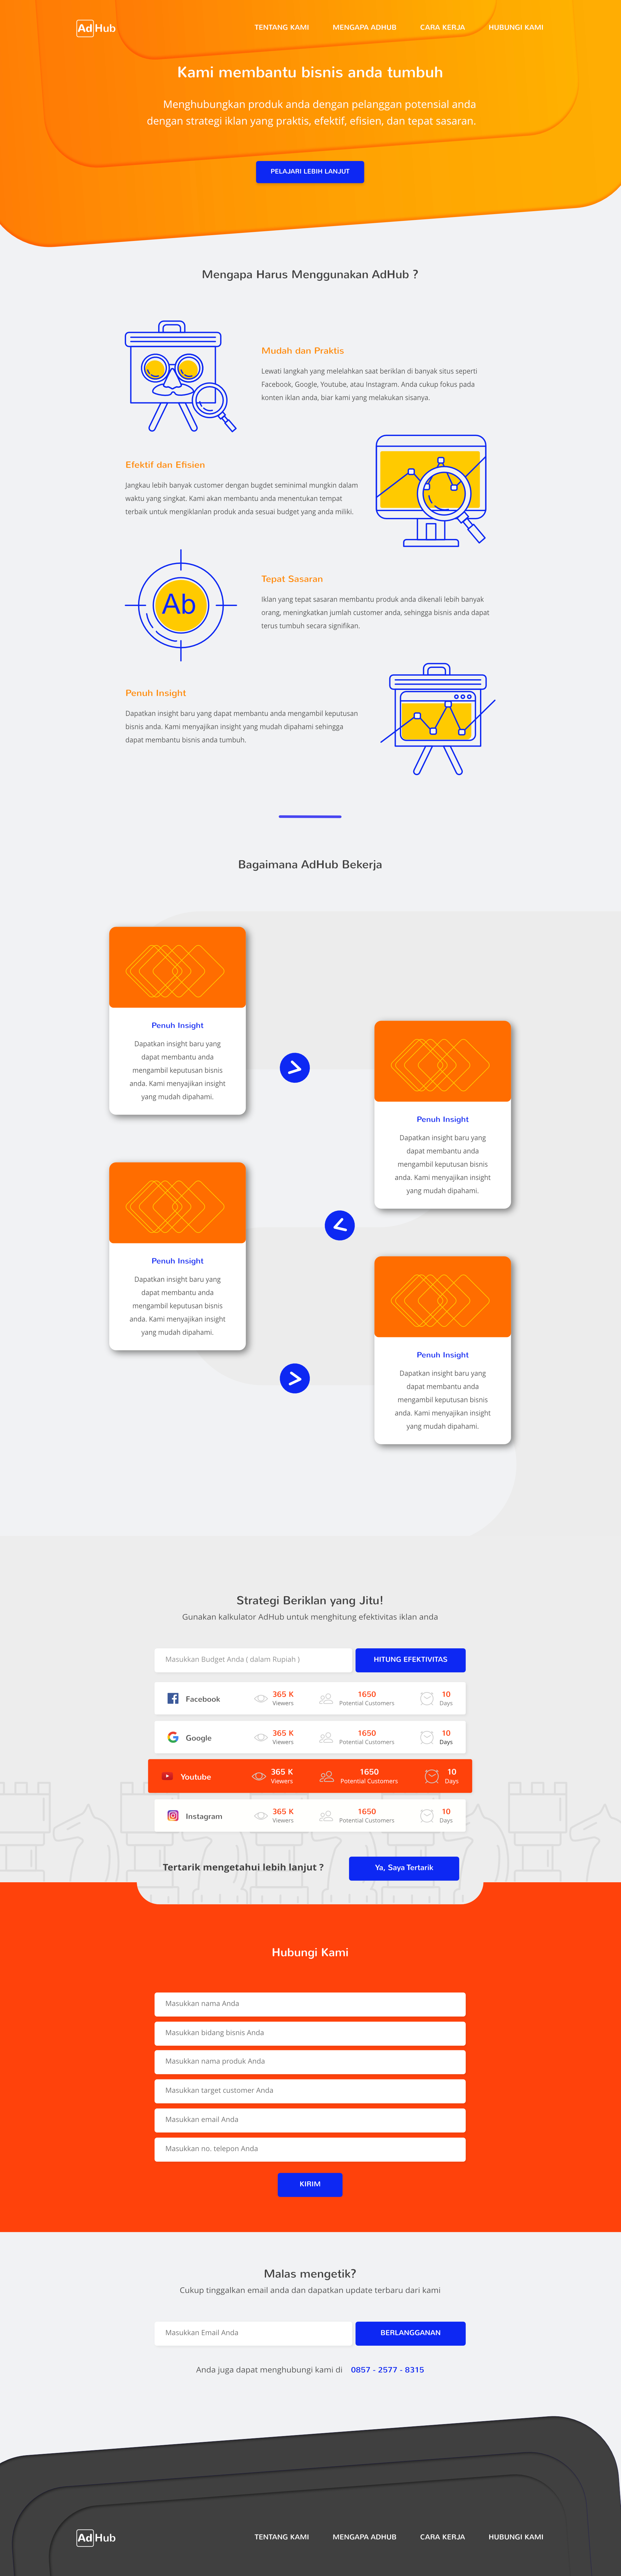 AdHub
TENTANG KAMI MENGAPA ADHUB CARA KERJA HUBUNGI KAMI
Kami membantu bisnis anda tumbuh
Menghubungkan produk anda dengan pelanggan potensial anda
dengan strategi iklan yang praktis, efektif, efisien, dan tepat sasaran.
PELAJARI LEBIH LANJUT
Mengapa Harus Menggunakan AdHub ?
Mudah dan Praktis
Lewati langkah yang melelahkan saat beriklan di banyak situs seperti
Facebook, Google, Youtube, atau Instagram. Anda cukup fokus pada
konten iklan anda, biar kami yang melakukan sisanya.
Efektif dan Efisien
Jangkau lebih banyak customer dengan bugdet seminimal mungkin dalam
waktu yang singkat. Kami akan membantu anda menentukan tempat
terbaik untuk mengiklanlan produk anda sesuai budget yang anda miliki.
Ab
Tepat Sasaran
Iklan yang tepat sasaran membantu produk anda dikenali lebih banyak
orang, meningkatkan jumlah customer anda, sehingga bisnis anda dapat
terus tumbuh secara signifikan.
Penuh Insight
Dapatkan insight baru yang dapat membantu anda mengambil keputusan
bisnis anda. Kami menyajikan insight yang mudah dipahami sehingga
dapat membantu bisnis anda tumbuh.
Bagaimana AdHub Bekerja
Penuh Insight
Dapatkan insight baru yang
dapat membantu anda
mengambil keputusan bisnis
anda. Kami menyajikan insight
yang mudah dipahami.
>
Penuh Insight
Dapatkan insight baru yang
dapat membantu anda
mengambil keputusan bisnis
anda. Kami menyajikan insight
yang mudah dipahami.
<
Penuh Insight
Dapatkan insight baru yang
dapat membantu anda
mengambil keputusan bisnis
anda. Kami menyajikan insight
yang mudah dipahami.
>
Penuh Insight
Dapatkan insight baru yang
dapat membantu anda
mengambil keputusan bisnis
anda. Kami menyajikan insight
yang mudah dipahami.
Strategi Beriklan yang Jitu!
Gunakan kalkulator AdHub untuk menghitung efektivitas iklan anda
Masukkan Budget Anda ( dalam Rupiah ) HITUNG EFEKTIVITAS
Facebook 365 K Viewers 1650 Potential Customers 10 Days
Google 365 K Viewers 1650 Potential Customers 10 Days
Youtube 365 K Viewers 1650 Potential Customers 10 Days
Instagram 365 K Viewers 1650 Potential Customers 10 Days
Tertarik mengetahui lebih lanjut ? Ya, Saya Tertarik
Hubungi Kami
Masukkan nama Anda
Masukkan bidang bisnis Anda
Masukkan nama produk Anda
Masukkan target customer Anda
Masukkan email Anda
Masukkan no. telepon Anda
KIRIM
Malas mengetik?
Cukup tinggalkan email anda dan dapatkan update terbaru dari kami
Masukkan Email Anda BERLANGGANAN
Anda juga dapat menghubungi kami di 0857 - 2577 - 8315
AdHub
TENTANG KAMI MENGAPA ADHUB CARA KERJA HUBUNGI KAMI